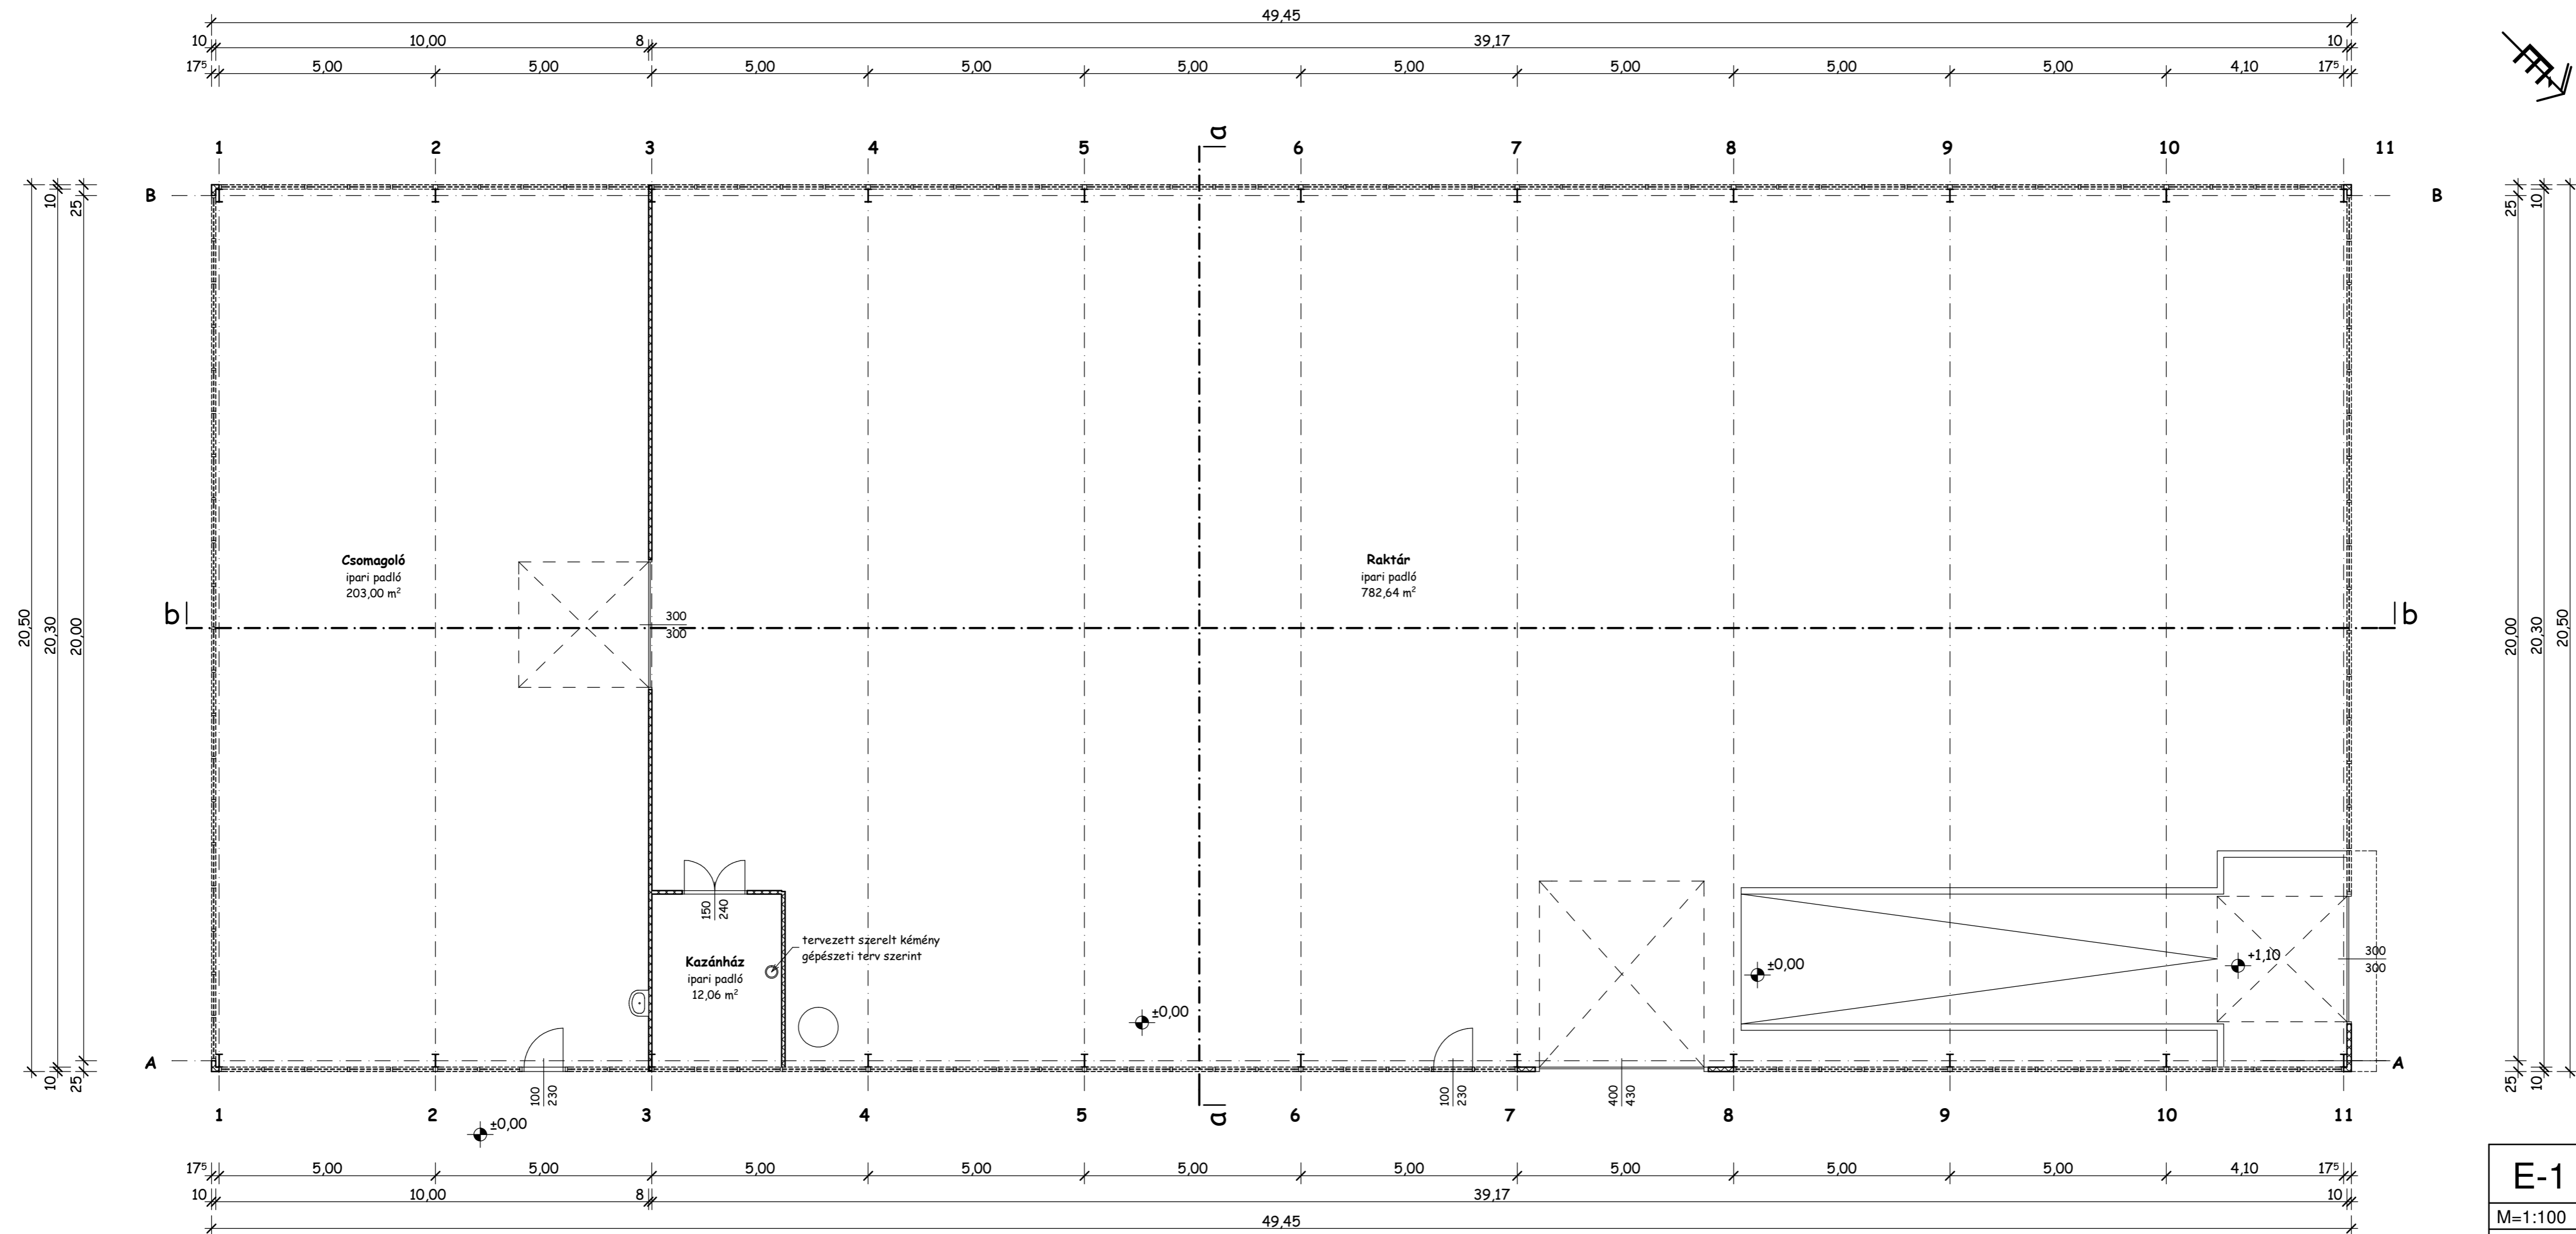 49,45
10 10,00 8 39,17 10
17⁵ 5,00 5,00 5,00 5,00 5,00 5,00 5,00 5,00 5,00 4,10 17⁵
É
a
1 2 3 4 5 6 7 8 9 10 11
B B
20,50 10 20,30 10
25 20,00 25
25 20,00 25
10 20,30 10 20,50
Csomagoló
ipari padló
203,00 m²
Raktár
ipari padló
782,64 m²
b b
300
300
150
240
tervezett szerelt kémény
gépészeti terv szerint
Kazánház
ipari padló
12,06 m²
±0,00
±0,00
+1,10
300
300
A A
100
230
100
230
400
430
a
1 2 3 4 5 6 7 8 9 10 11
±0,00
17⁵ 5,00 5,00 5,00 5,00 5,00 5,00 5,00 5,00 5,00 4,10 17⁵
10 10,00 8 39,17 10
49,45
E-1
M=1:100